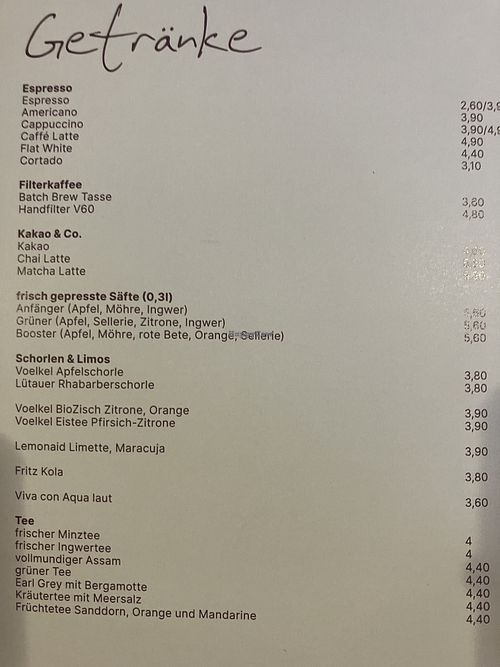 Getränke
Espresso
Espresso 2,60/3,9
Americano 3,90
Cappuccino 3,90/4,9
Caffé Latte 4,90
Flat White 4,40
Cortado 3,10
Filterkaffee
Batch Brew Tasse 3,60
Handfilter V60 4,80
Kakao & Co.
Kakao
Chai Latte
Matcha Latte
frisch gepresste Säfte (0,3l)
Anfänger (Apfel, Möhre, Ingwer) 5,60
Grüner (Apfel, Sellerie, Zitrone, Ingwer) 5,60
Booster (Apfel, Möhre, rote Bete, Orange, Sellerie) 5,60
Schorlen & Limos
Voelkel Apfelschorle 3,80
Lütauer Rhabarberschorle 3,80
Voelkel BioZisch Zitrone, Orange 3,90
Voelkel Eistee Pfirsich-Zitrone 3,90
Lemonaid Limette, Maracuja 3,90
Fritz Kola 3,80
Viva con Aqua laut 3,60
Tee
frischer Minztee 4
frischer Ingwertee 4
vollmundiger Assam 4,40
grüner Tee 4,40
Earl Grey mit Bergamotte 4,40
Kräutertee mit Meersalz 4,40
Früchtetee Sanddorn, Orange und Mandarine 4,40